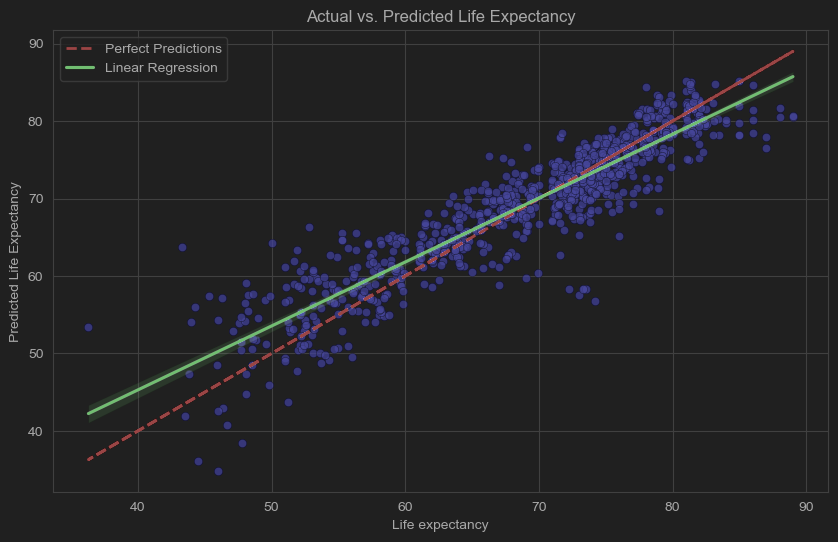 Actual vs. Predicted Life Expectancy
Perfect Predictions
Linear Regression
90
80
70
60
50
40
Predicted Life Expectancy
40
50
60
70
80
90
Life expectancy